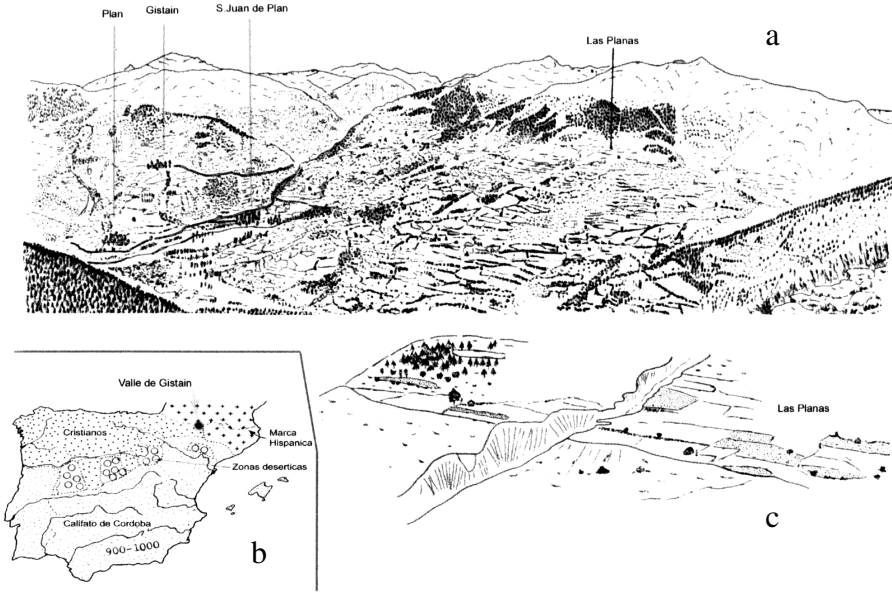 Plan
Gistain
S.Juan de Plan
Las Planas
a
Valle de Gistain
Cristianos
Marca
Hispanica
Zonas deserticas
Califato de Cordoba
900-1000
b
Las Planas
c